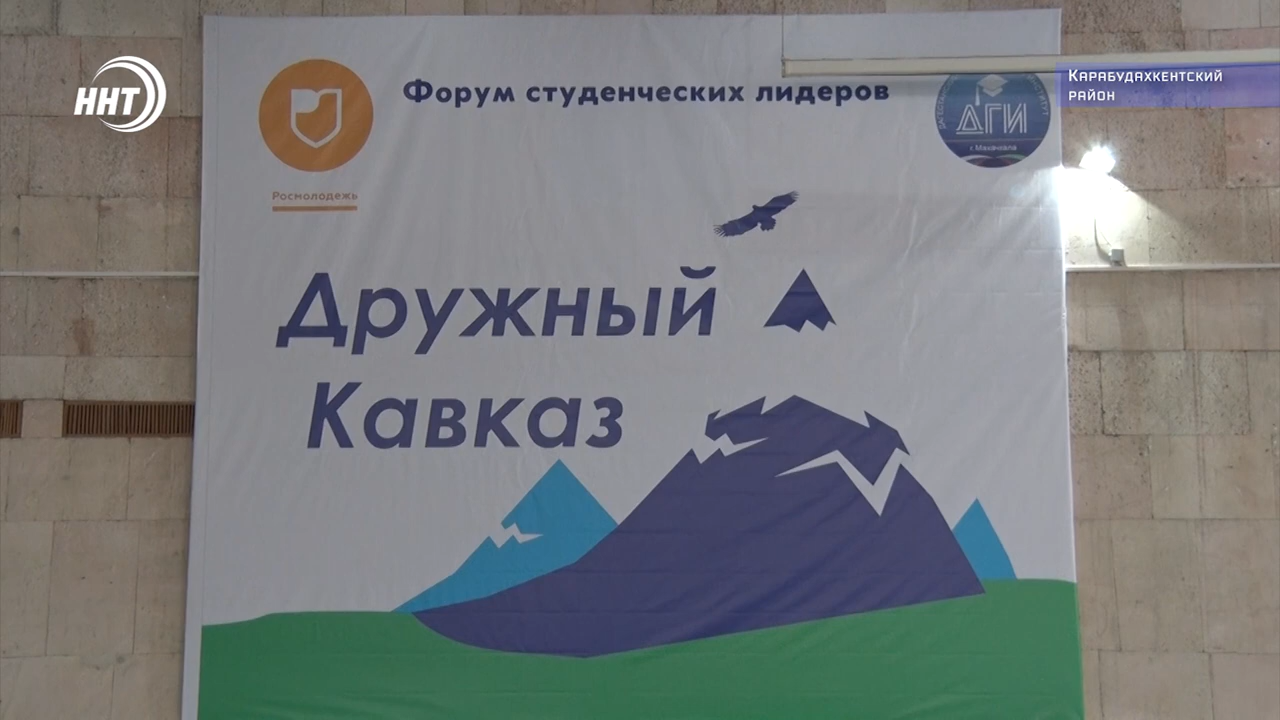 ННТ
Форум студенческих лидеров
Карабудахкентский
район
ДГИ
г.Махачкала
Росмолодежь
Дружный
Кавказ